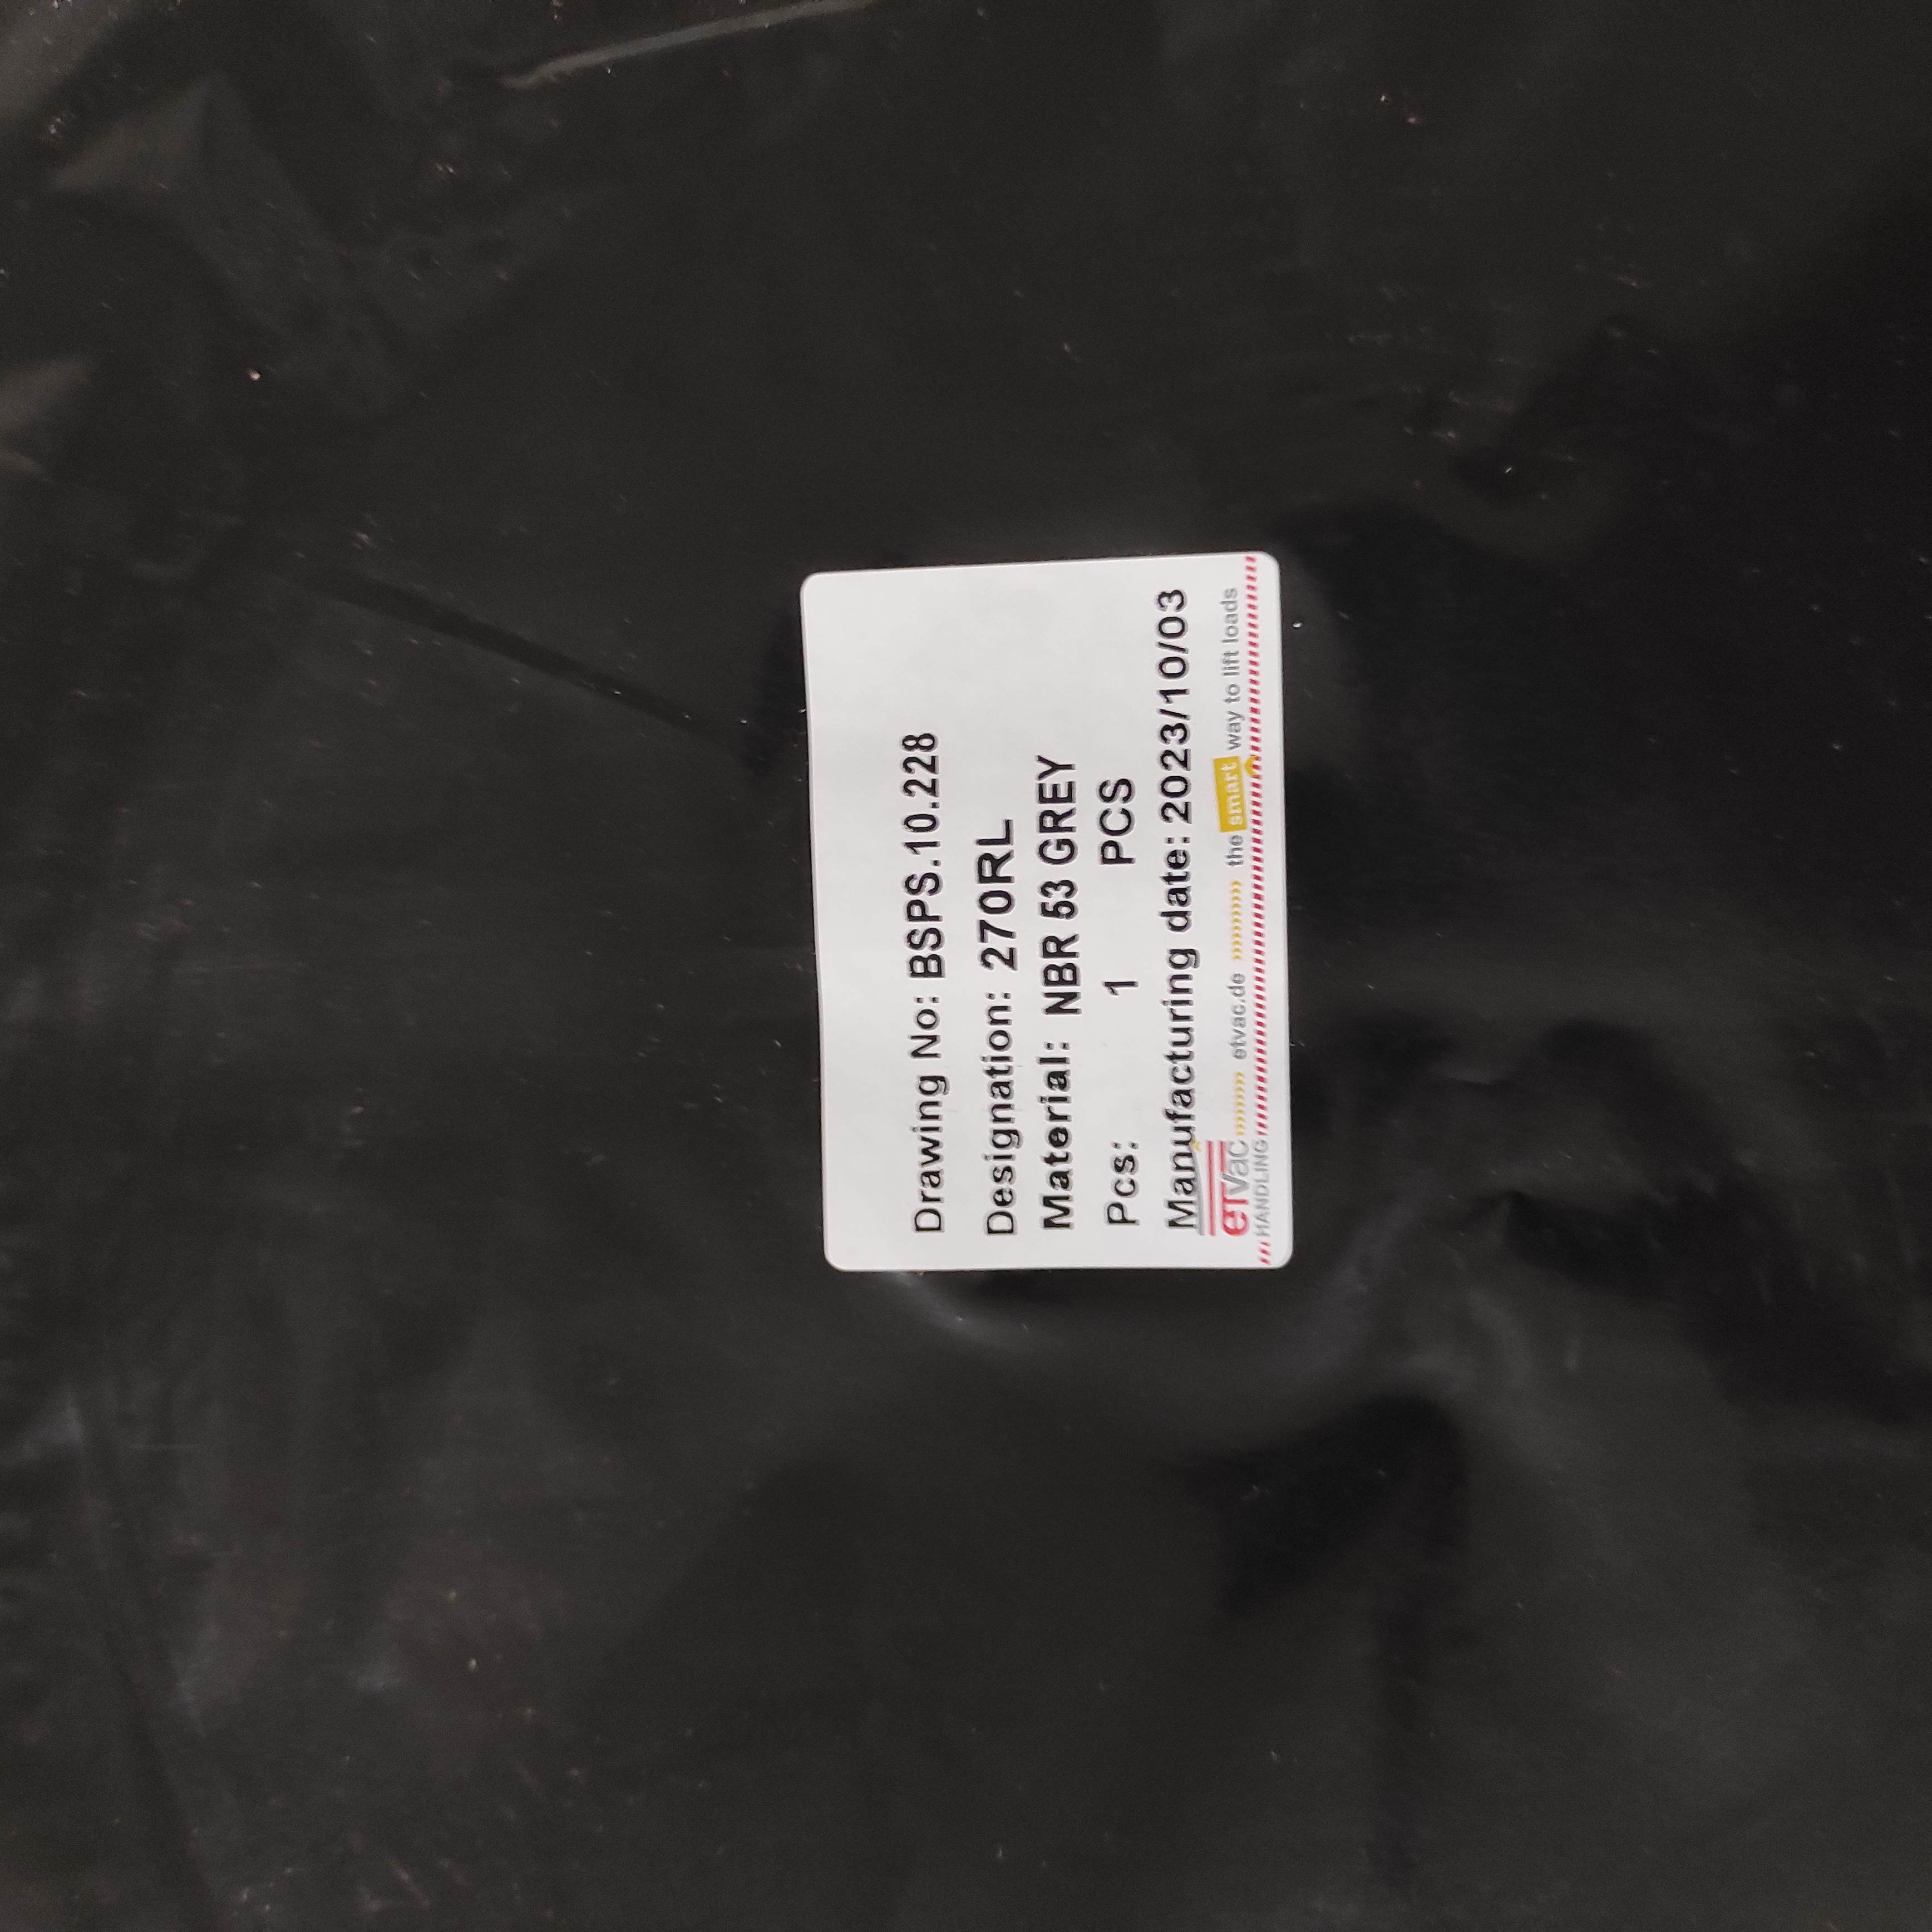 Drawing No: BSPS.10.228
Designation: 270RL
Material: NBR 53 GREY
Pcs: 1 PCS
Manufacturing date: 2023/10/03
eTVac etvac.de the smart way to lift loads
HANDLING